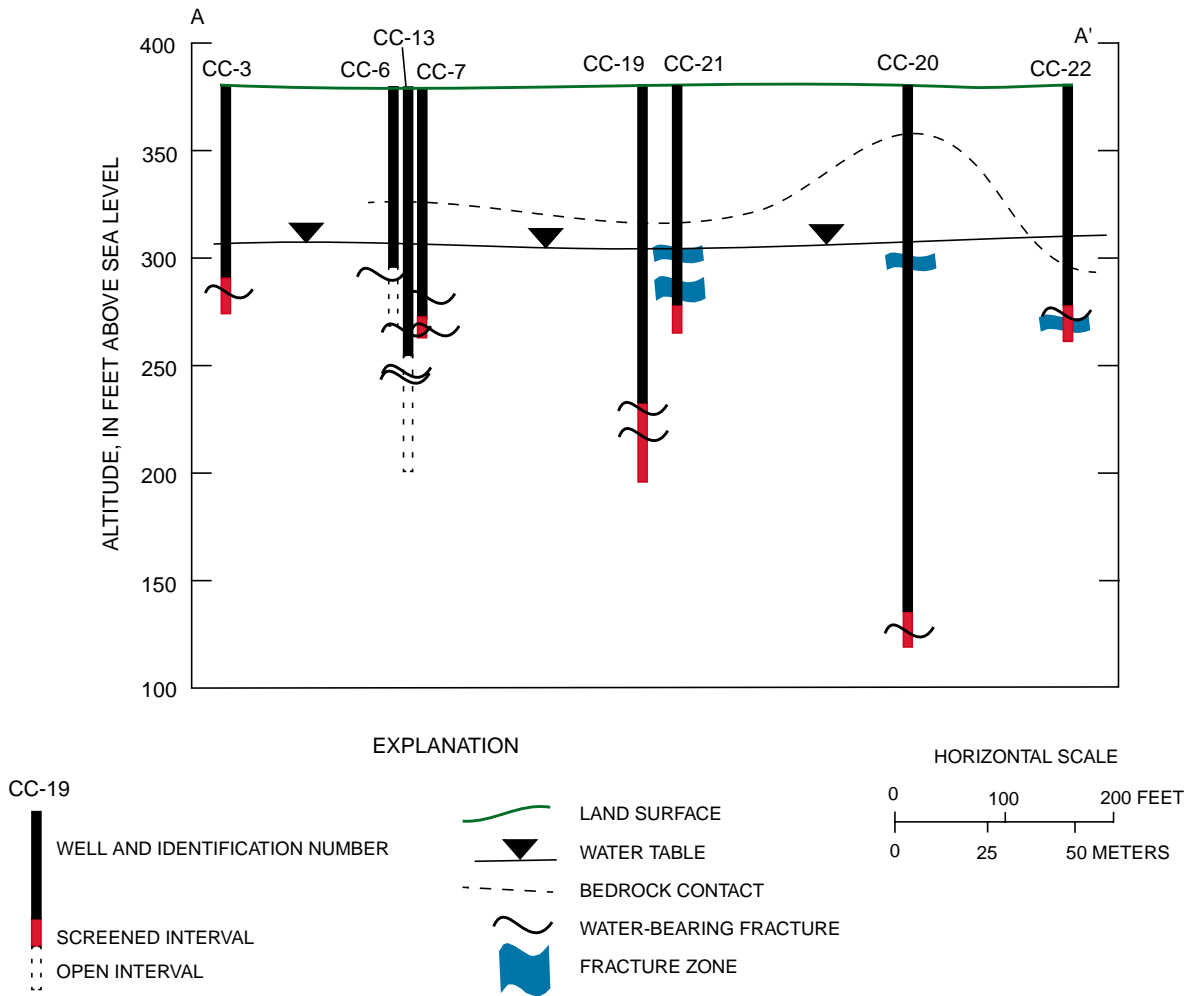 A
A'
CC-13
CC-3
CC-6
CC-7
CC-19
CC-21
CC-20
CC-22
400
350
300
250
200
150
100
ALTITUDE, IN FEET ABOVE SEA LEVEL
EXPLANATION
CC-19
WELL AND IDENTIFICATION NUMBER
SCREENED INTERVAL
OPEN INTERVAL
LAND SURFACE
WATER TABLE
BEDROCK CONTACT
WATER-BEARING FRACTURE
FRACTURE ZONE
HORIZONTAL SCALE
0 100 200 FEET
0 25 50 METERS